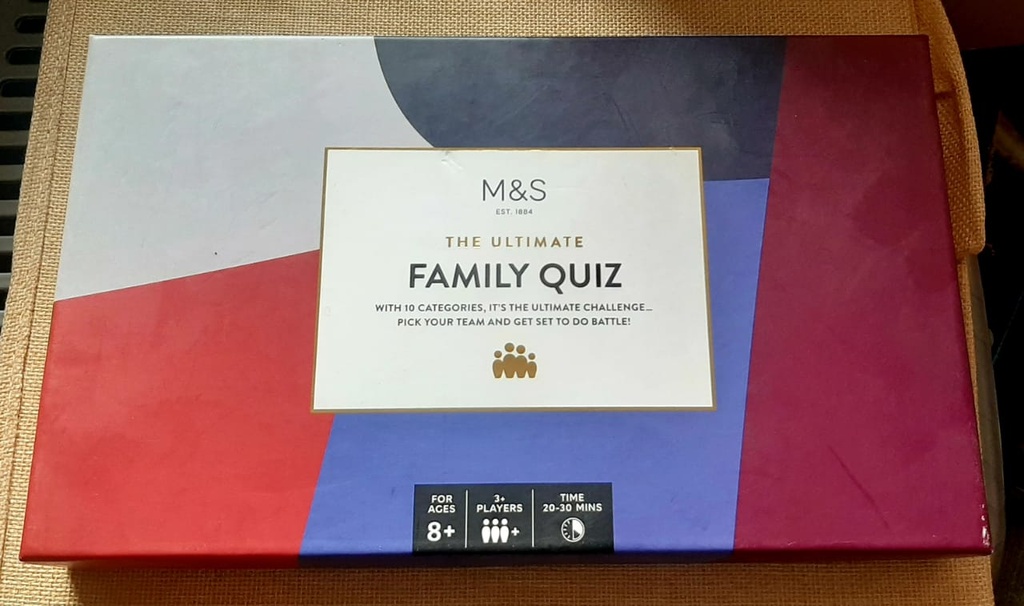 M&S
EST. 1884
THE ULTIMATE
FAMILY QUIZ
WITH 10 CATEGORIES, IT'S THE ULTIMATE CHALLENGE...
PICK YOUR TEAM AND GET SET TO DO BATTLE!
FOR
AGES
8+
3+
PLAYERS
+
TIME
20-30 MINS